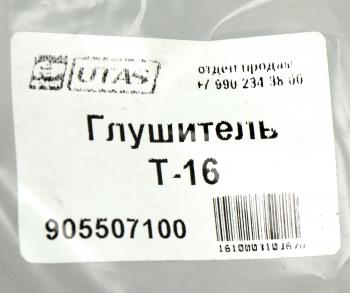 UTAS
отдел продаж
+7 990 234 38 00
Глушитель
Т-16
905507100